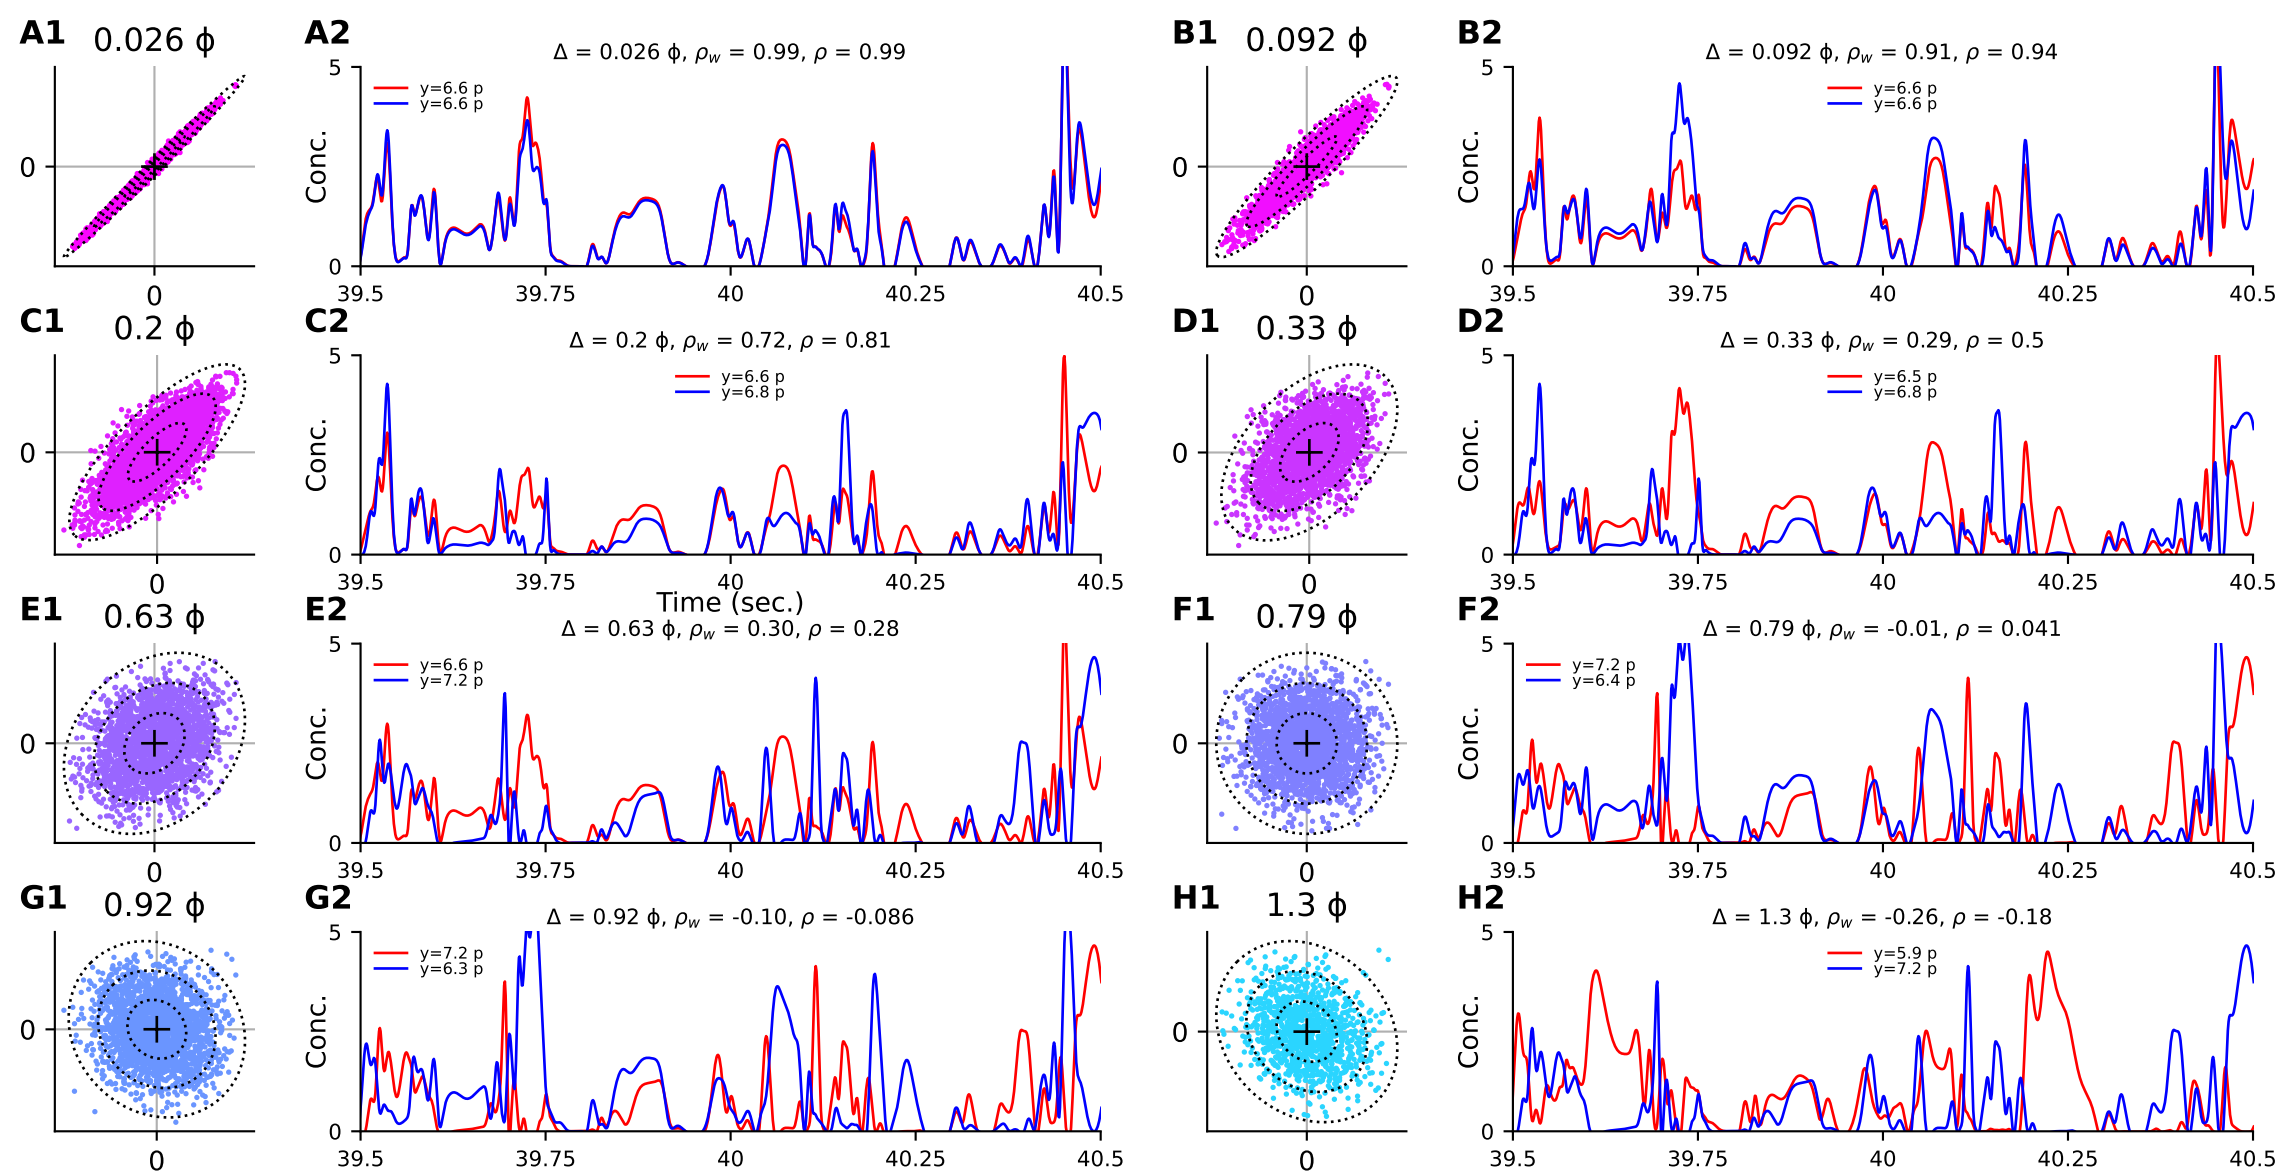 A1 0.026 ϕ
0
0
A2
Δ = 0.026 ϕ, ρw = 0.99, ρ = 0.99
y=6.6 p
y=6.6 p
Conc.
5
0
39.5 39.75 40 40.25 40.5
B1 0.092 ϕ
0
0
B2
Δ = 0.092 ϕ, ρw = 0.91, ρ = 0.94
y=6.6 p
y=6.6 p
Conc.
5
0
39.5 39.75 40 40.25 40.5
C1 0.2 ϕ
0
0
C2
Δ = 0.2 ϕ, ρw = 0.72, ρ = 0.81
y=6.6 p
y=6.8 p
Conc.
5
0
39.5 39.75 40 40.25 40.5
Time (sec.)
D1 0.33 ϕ
0
0
D2
Δ = 0.33 ϕ, ρw = 0.29, ρ = 0.5
y=6.5 p
y=6.8 p
Conc.
5
0
39.5 39.75 40 40.25 40.5
E1 0.63 ϕ
0
0
E2
Δ = 0.63 ϕ, ρw = 0.30, ρ = 0.28
y=6.6 p
y=7.2 p
Conc.
5
0
39.5 39.75 40 40.25 40.5
F1 0.79 ϕ
0
0
F2
Δ = 0.79 ϕ, ρw = -0.01, ρ = 0.041
y=7.2 p
y=6.4 p
Conc.
5
0
39.5 39.75 40 40.25 40.5
G1 0.92 ϕ
0
0
G2
Δ = 0.92 ϕ, ρw = -0.10, ρ = -0.086
y=7.2 p
y=6.3 p
Conc.
5
0
39.5 39.75 40 40.25 40.5
H1 1.3 ϕ
0
0
H2
Δ = 1.3 ϕ, ρw = -0.26, ρ = -0.18
y=5.9 p
y=7.2 p
Conc.
5
0
39.5 39.75 40 40.25 40.5